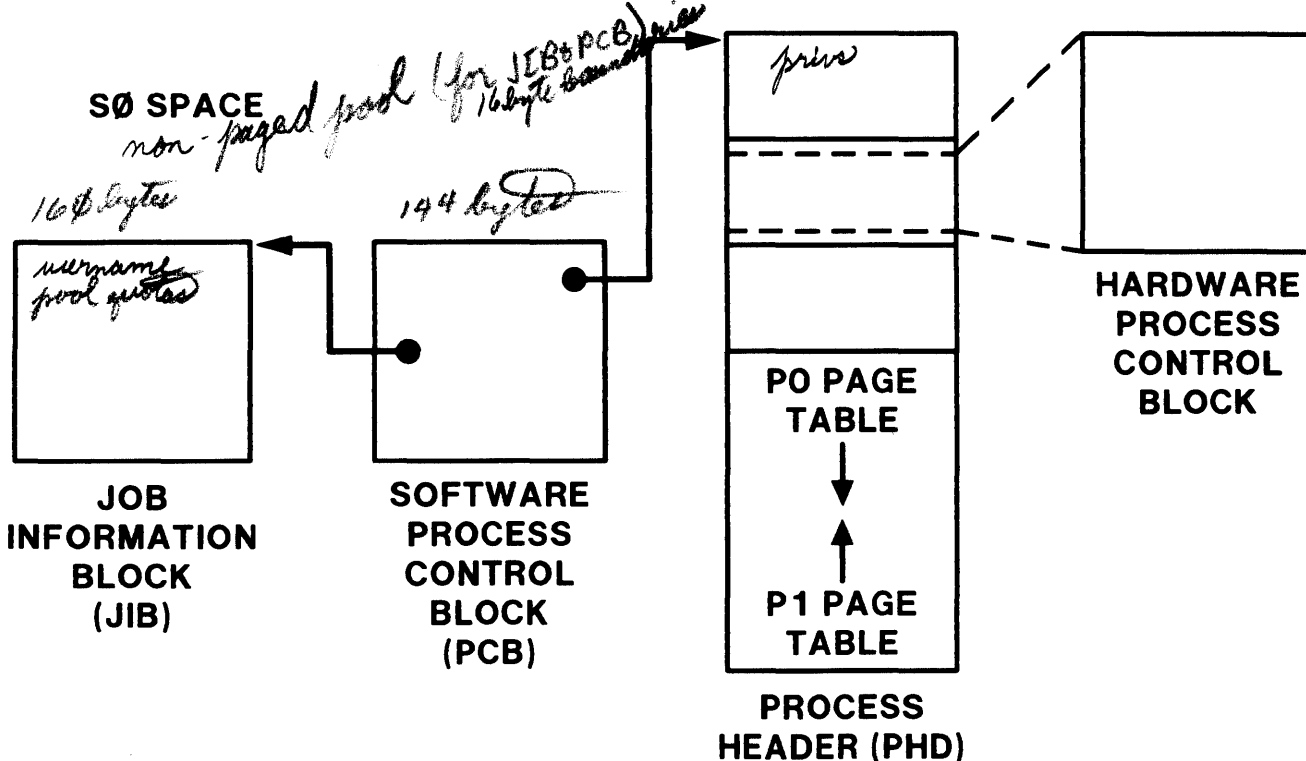 SØ SPACE
non-paged pool (for JIB & PCB)
16 byte boundaries
16Ø bytes
144 bytes
username
pool quotas
privs
JOB
INFORMATION
BLOCK
(JIB)
SOFTWARE
PROCESS
CONTROL
BLOCK
(PCB)
P0 PAGE
TABLE
P1 PAGE
TABLE
PROCESS
HEADER (PHD)
HARDWARE
PROCESS
CONTROL
BLOCK